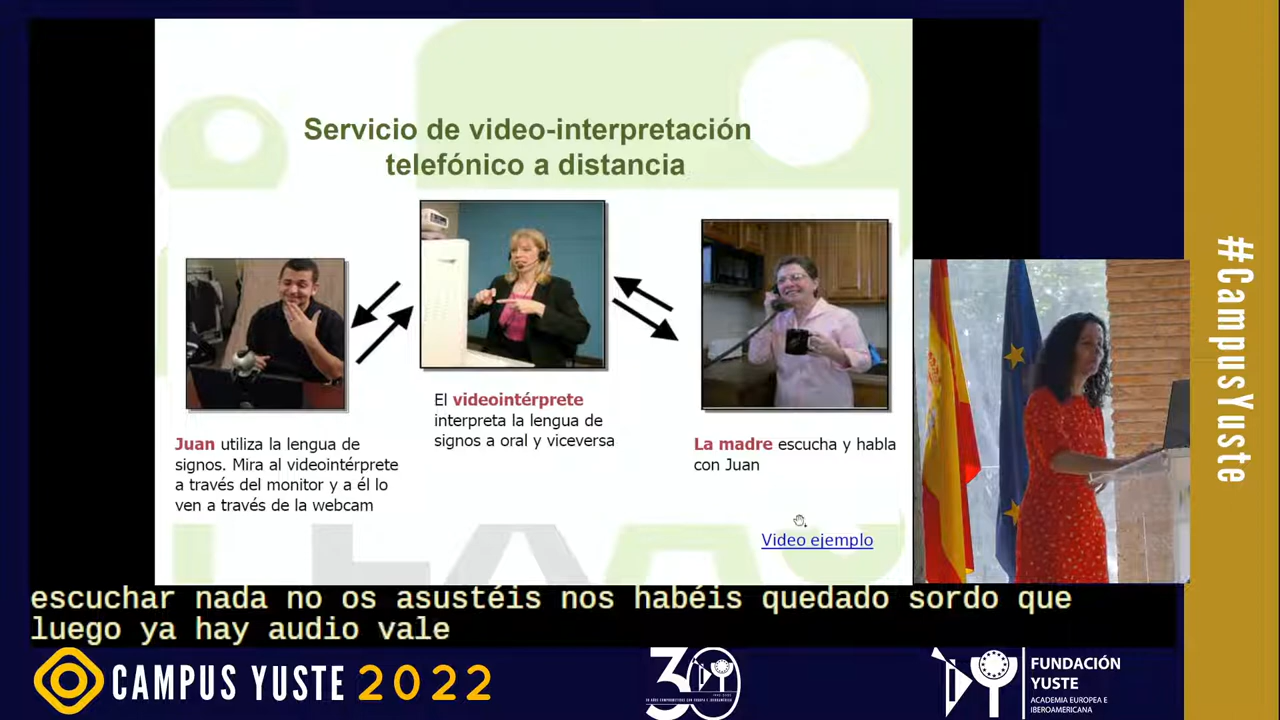 Servicio de video-interpretación
telefónico a distancia
El videointérprete
interpreta la lengua de
signos a oral y viceversa
Juan utiliza la lengua de
signos. Mira al videointérprete
a través del monitor y a él lo
ven a través de la webcam
La madre escucha y habla
con Juan
Video ejemplo
#CampusYuste
escuchar nada no os asustéis nos habéis quedado sordo que
luego ya hay audio vale
CAMPUS YUSTE 2022
30
FUNDACIÓN
YUSTE
ACADEMIA EUROPEA E
IBEROAMERICANA